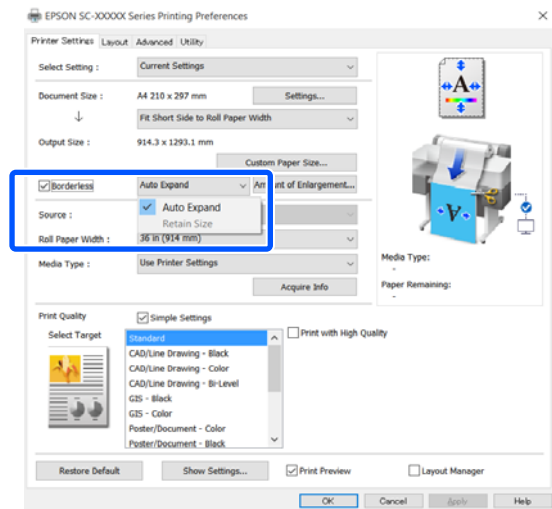 EPSON SC-XXXXX Series Printing Preferences
Printer Settings Layout Advanced Utility
Select Setting : Current Settings
Document Size : A4 210 x 297 mm Settings...
Fit Short Side to Roll Paper Width
Output Size : 914.3 x 1293.1 mm
Custom Paper Size...
Borderless Auto Expand Am nt of Enlargement...
Auto Expand
Source :
Retain Size
Roll Paper Width : 36 in (914 mm)
Media Type : Use Printer Settings
Acquire Info
A
Media Type:
-
Paper Remaining:
-
Print Quality Simple Settings
Select Target
Standard
CAD/Line Drawing - Black
CAD/Line Drawing - Color
CAD/Line Drawing - Bi-Level
GIS - Black
GIS - Color
Poster/Document - Color
Poster/Document - Black
Print with High Quality
Restore Default Show Settings... Print Preview Layout Manager
OK Cancel Apply Help